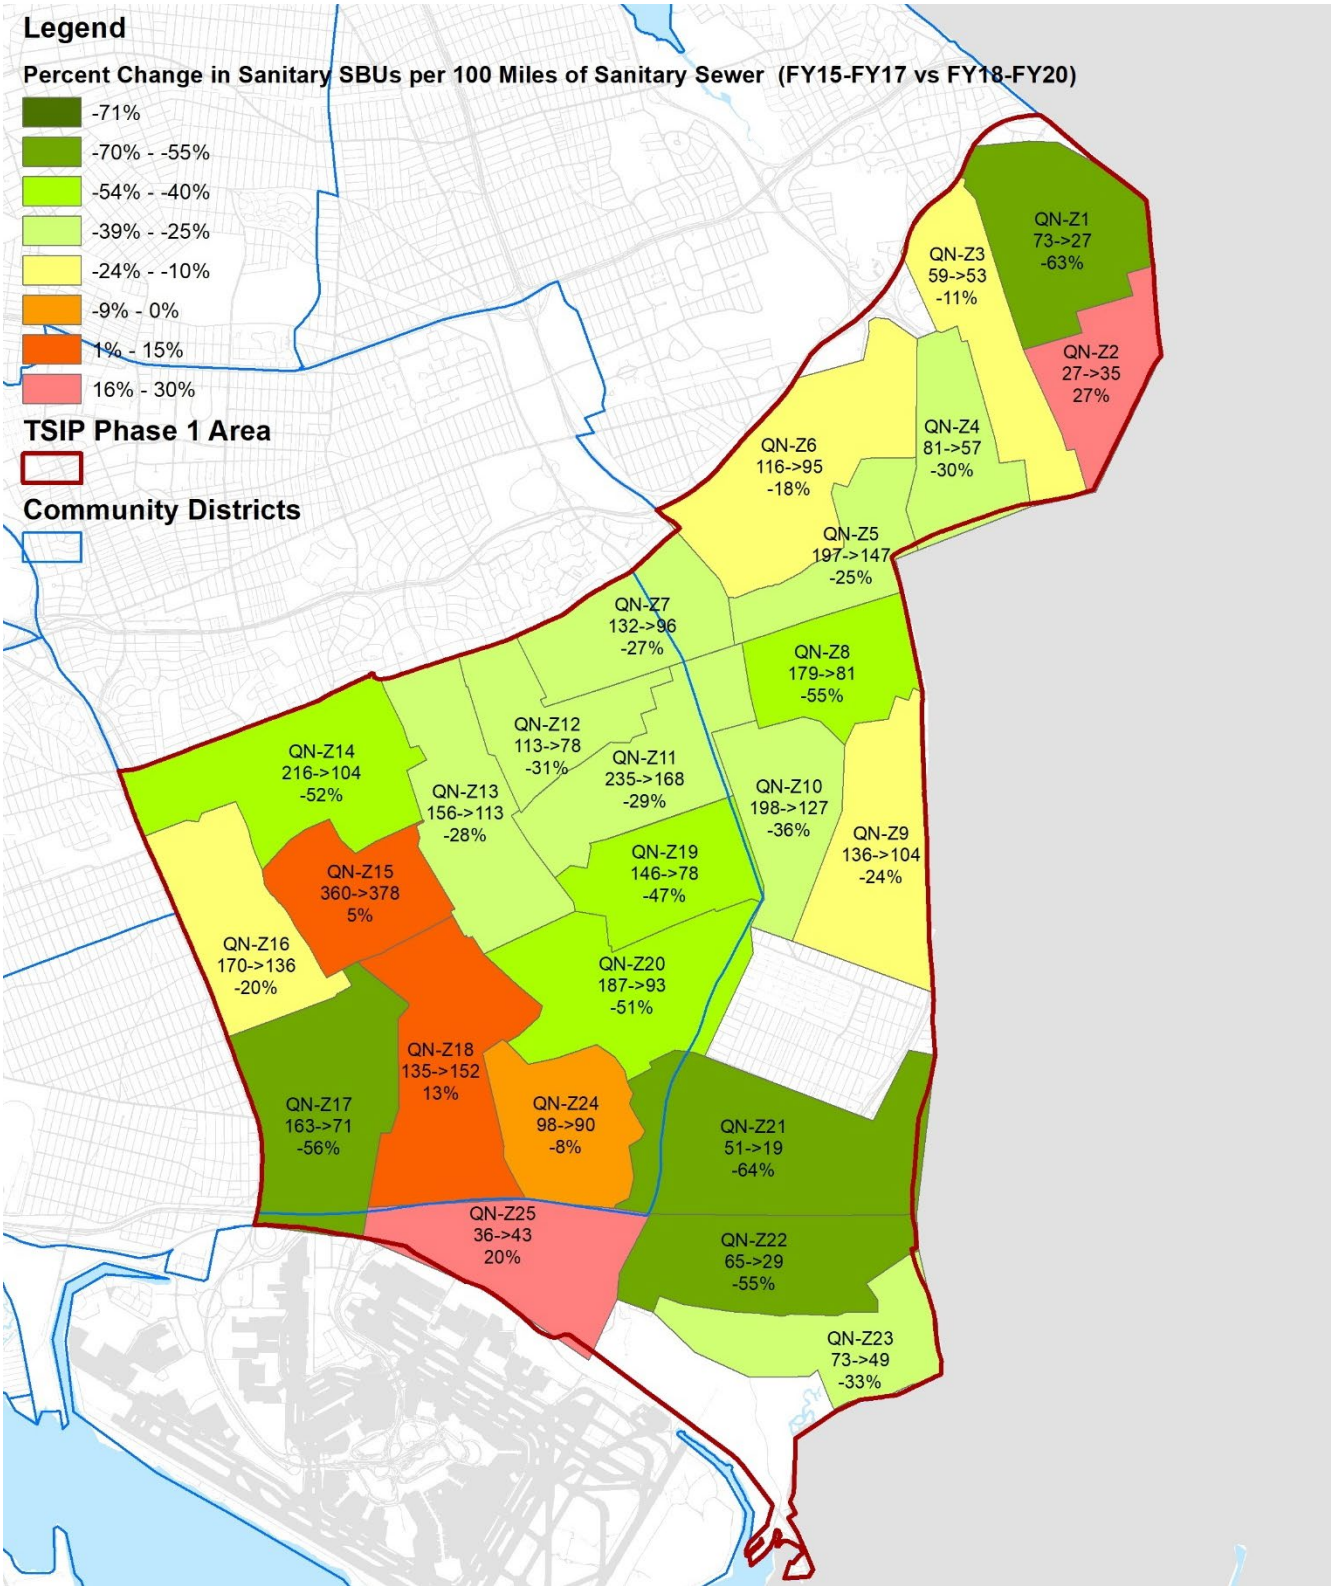 Legend
Percent Change in Sanitary SBUs per 100 Miles of Sanitary Sewer (FY15-FY17 vs FY18-FY20)
-71%
-70% - -55%
-54% - -40%
-39% - -25%
-24% - -10%
-9% - 0%
1% - 15%
16% - 30%
TSIP Phase 1 Area
Community Districts
QN-Z1
73->27
-63%
QN-Z3
59->53
-11%
QN-Z2
27->35
27%
QN-Z4
81->57
-30%
QN-Z6
116->95
-18%
QN-Z5
197->147
-25%
QN-Z7
132->96
-27%
QN-Z8
179->81
-55%
QN-Z12
113->78
-31%
QN-Z14
216->104
-52%
QN-Z11
235->168
-29%
QN-Z13
156->113
-28%
QN-Z10
198->127
-36%
QN-Z9
136->104
-24%
QN-Z19
146->78
-47%
QN-Z15
360->378
5%
QN-Z16
170->136
-20%
QN-Z20
187->93
-51%
QN-Z18
135->152
13%
QN-Z17
163->71
-56%
QN-Z24
98->90
-8%
QN-Z21
51->19
-64%
QN-Z25
36->43
20%
QN-Z22
65->29
-55%
QN-Z23
73->49
-33%